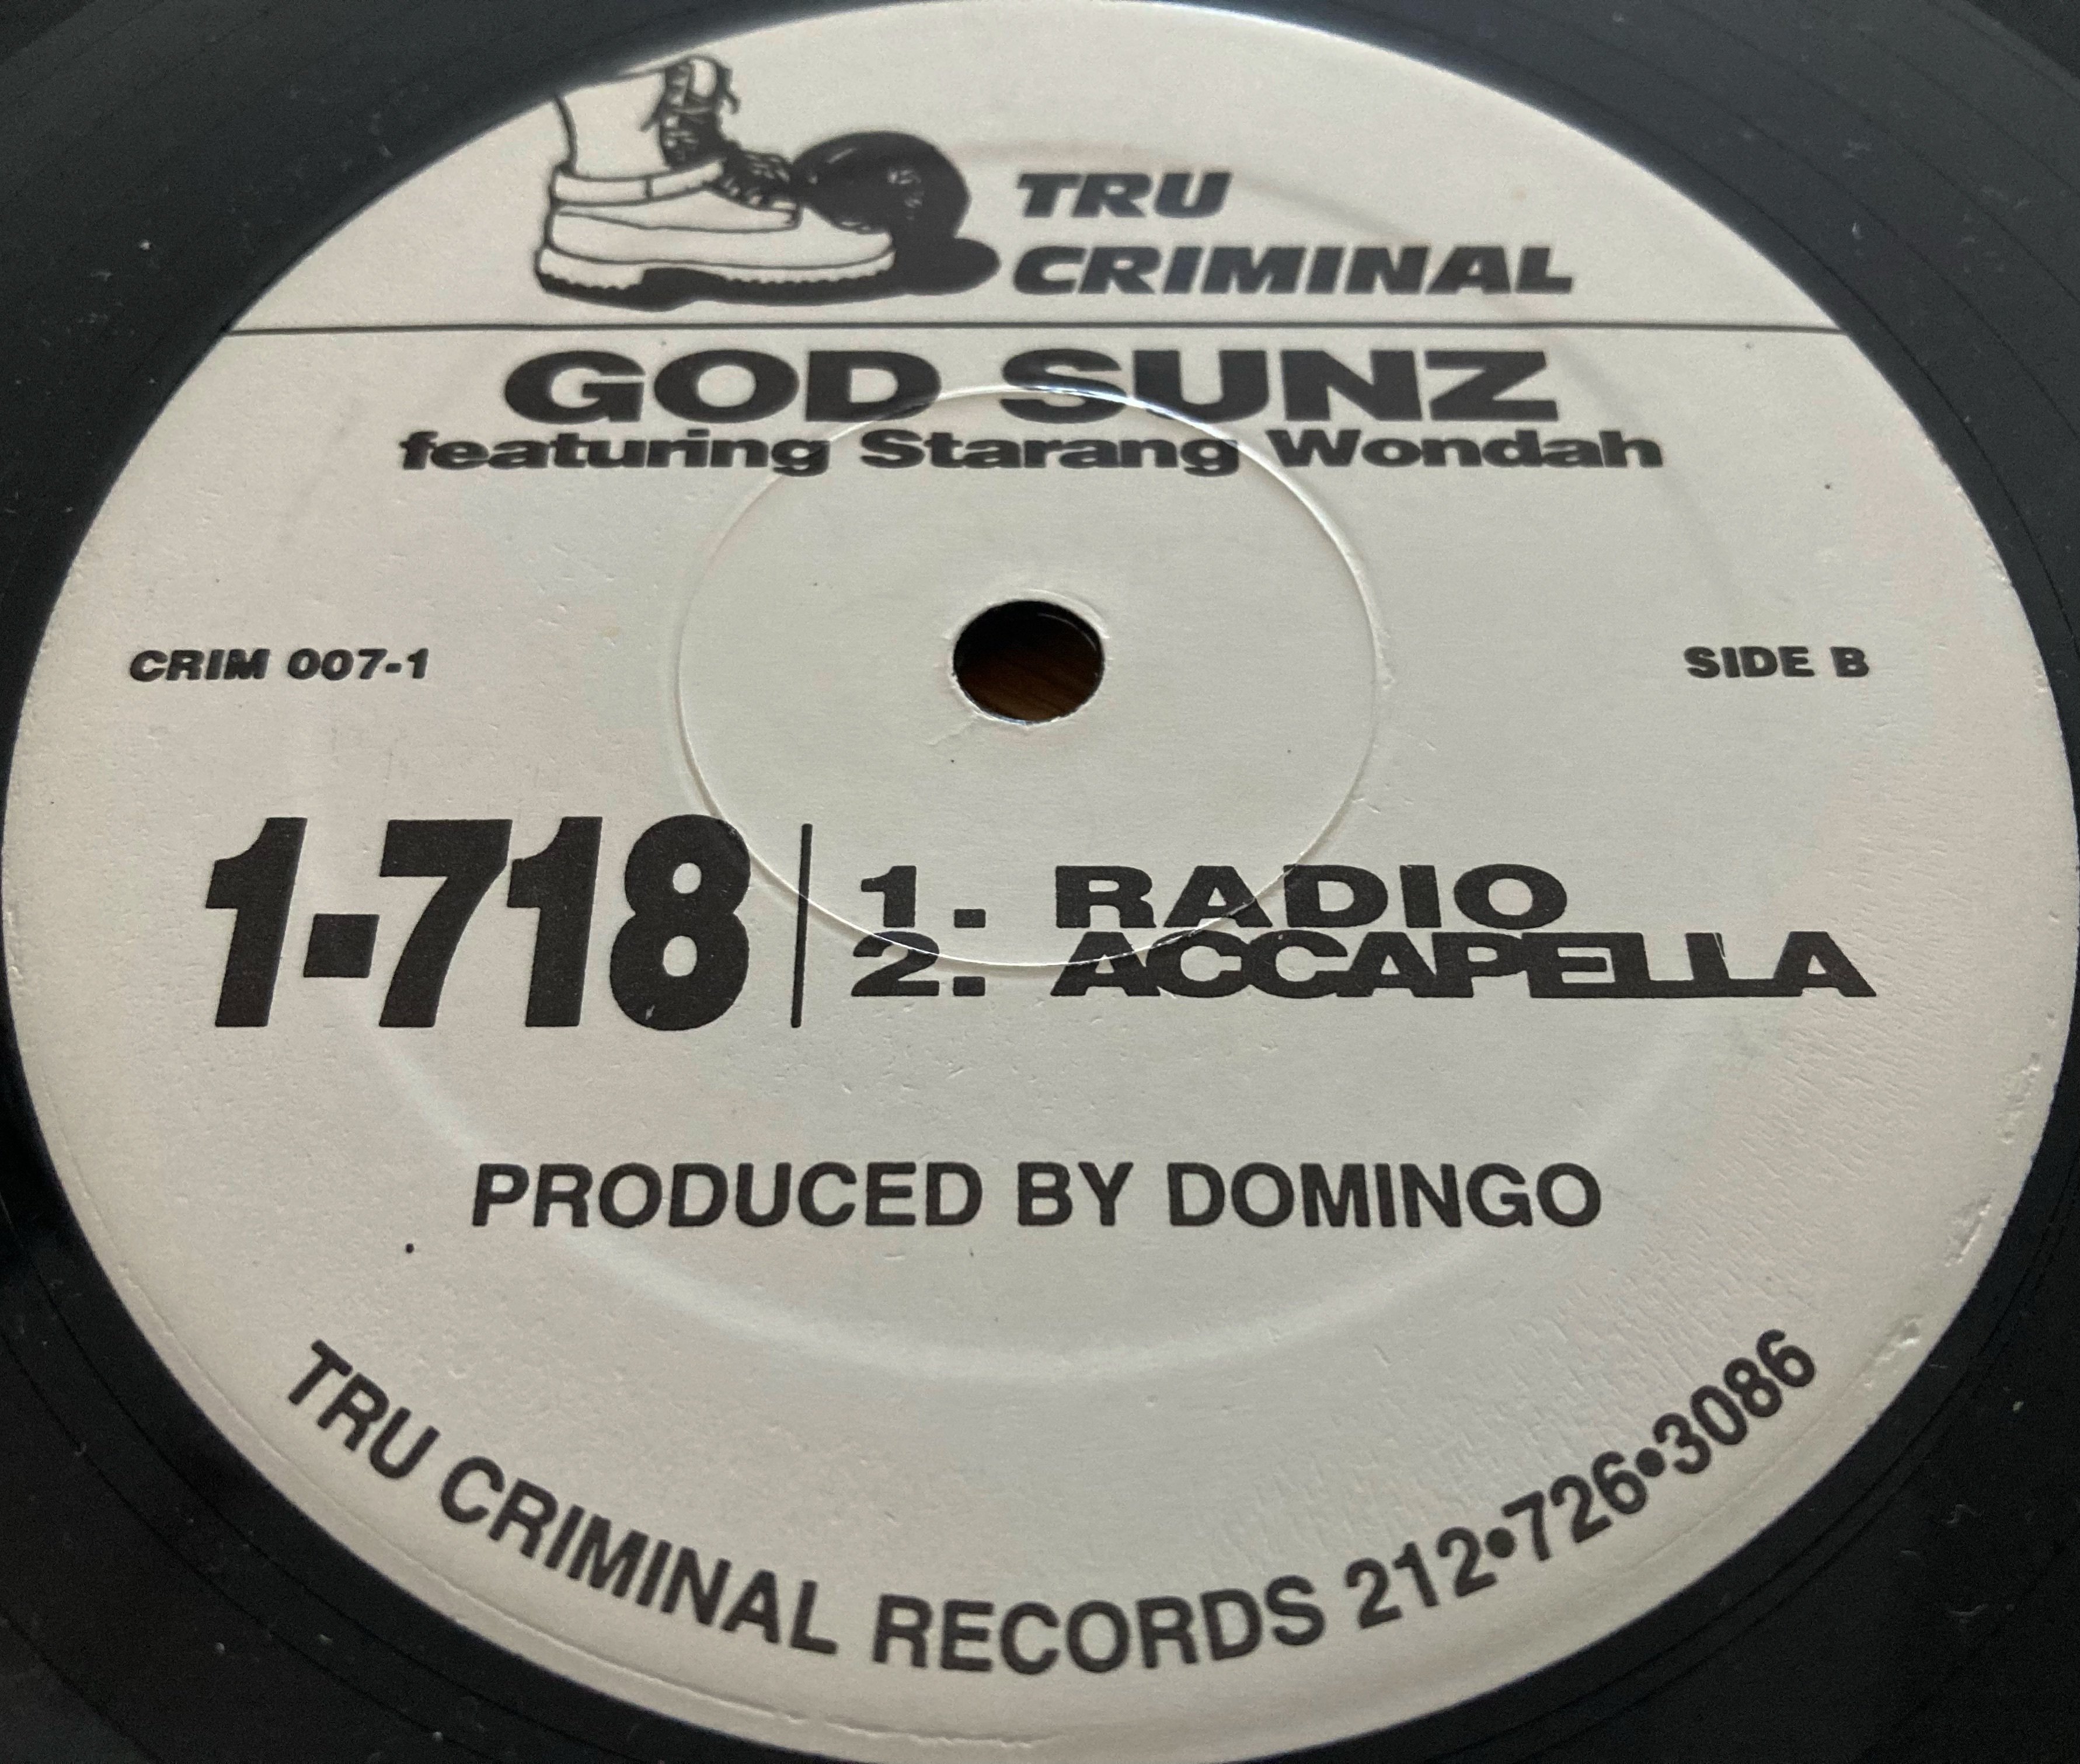 TRU
CRIMINAL
GOD SUNZ
featuring Starang Wondah
CRIM 007-1
SIDE B
1-718
1. RADIO
2. ACCAPELLA
PRODUCED BY DOMINGO
TRU CRIMINAL RECORDS 212•726•3086